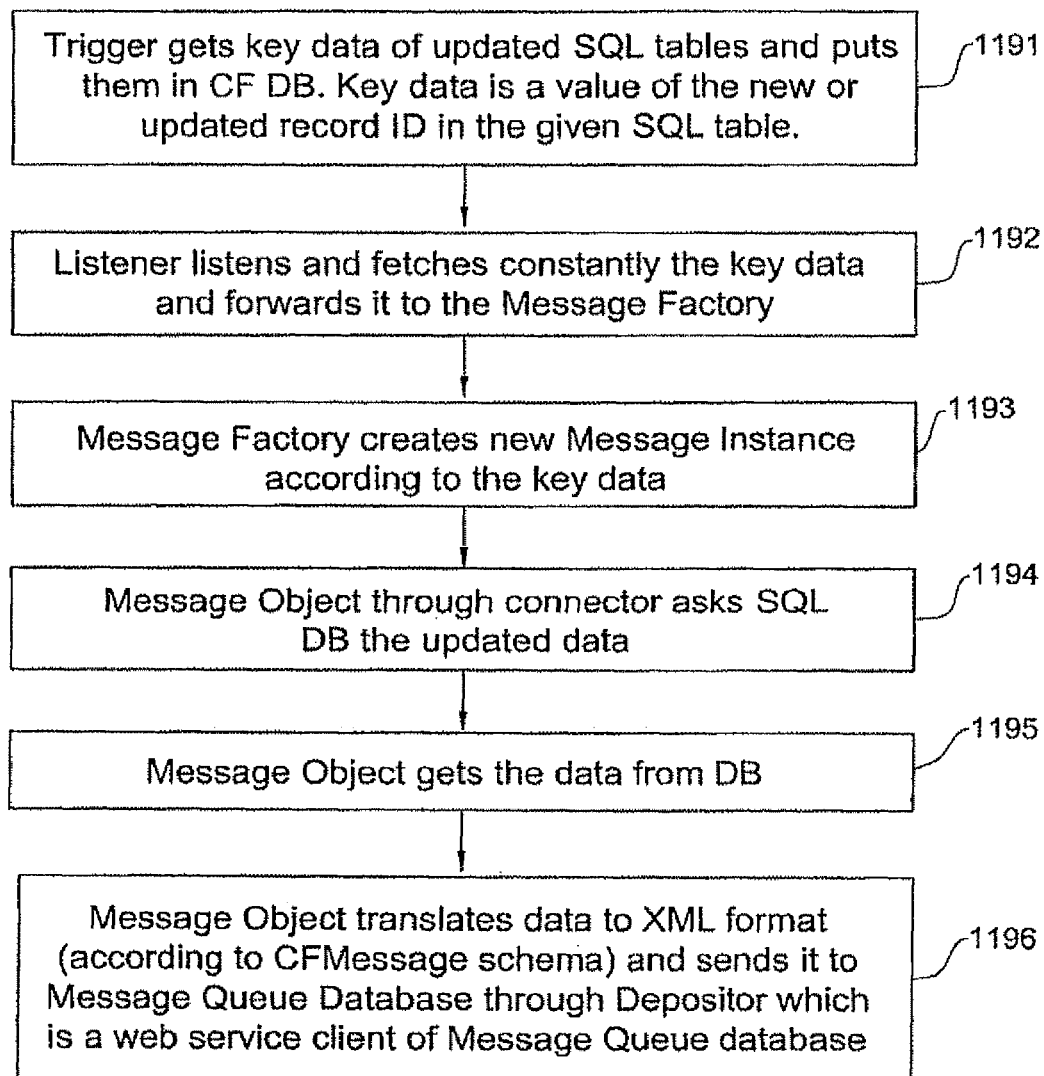 Trigger gets key data of updated SQL tables and puts
them in CF DB. Key data is a value of the new or
updated record ID in the given SQL table.
1191
Listener listens and fetches constantly the key data
and forwards it to the Message Factory
1192
Message Factory creates new Message Instance
according to the key data
1193
Message Object through connector asks SQL
DB the updated data
1194
Message Object gets the data from DB
1195
Message Object translates data to XML format
(according to CFMessage schema) and sends it to
Message Queue Database through Depositor which
is a web service client of Message Queue database
1196